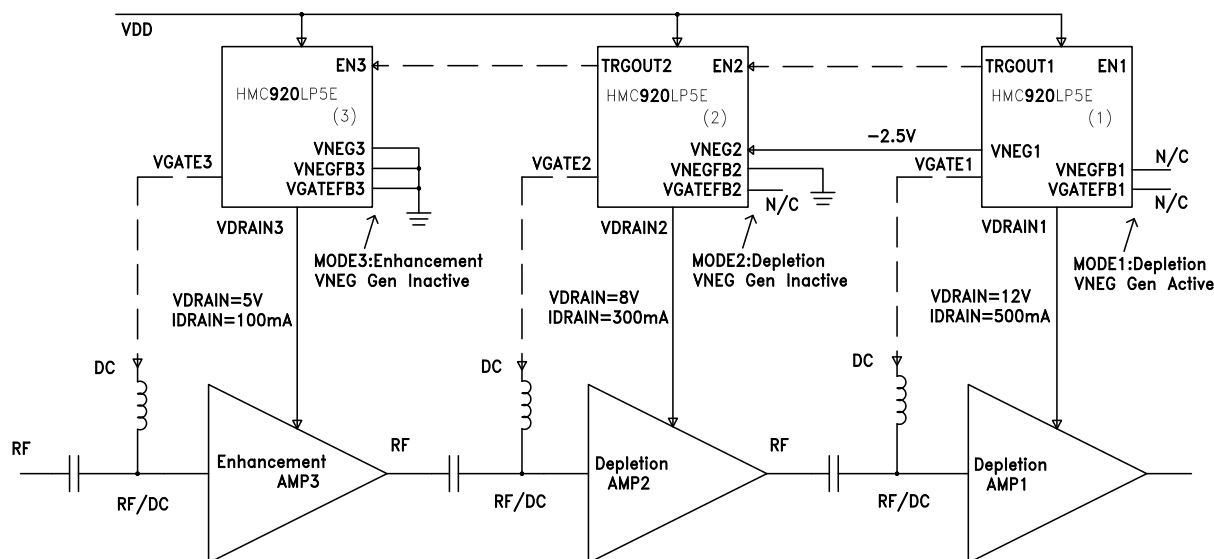 VDD
EN3
HMC920LP5E
(3)
VNEG3
VNEGFB3
VGATEFB3
VGATE3
VDRAIN3
MODE3:Enhancement
VNEG Gen Inactive
VDRAIN=5V
IDRAIN=100mA
DC
RF
Enhancement
AMP3
RF/DC
TRGOUT2
EN2
HMC920LP5E
(2)
VNEG2
VNEGFB2
VGATEFB2
N/C
VGATE2
VDRAIN2
MODE2:Depletion
VNEG Gen Inactive
VDRAIN=8V
IDRAIN=300mA
DC
RF
Depletion
AMP2
RF/DC
-2.5V
TRGOUT1
EN1
HMC920LP5E
(1)
VNEG1
VNEGFB1
VGATEFB1
N/C
N/C
VGATE1
VDRAIN1
MODE1:Depletion
VNEG Gen Active
VDRAIN=12V
IDRAIN=500mA
DC
RF
Depletion
AMP1
RF/DC